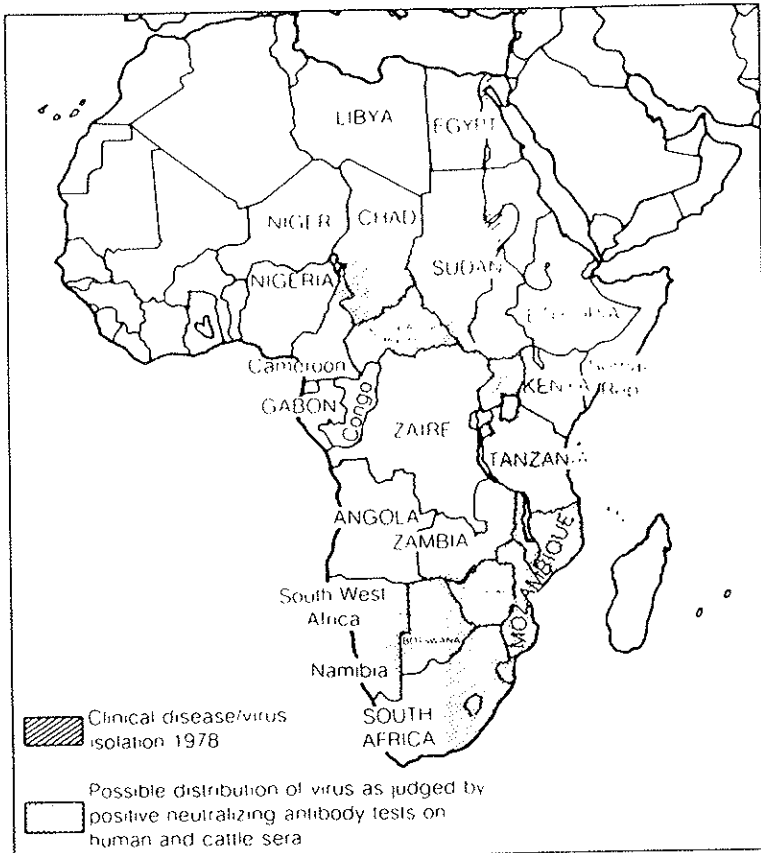 LIBYA
EGYPT
NIGER
CHAD
NIGERIA
SUDAN
Cameroon
GABON
Congo
ZAIRE
KENYA
Rep
TANZAN
ANGOLA
ZAMBIA
MOZAMBIQUE
South West
Africa
BOTSWANA
Namibia
SOUTH
AFRICA
Clinical disease/virus
isolation 1978
Possible distribution of virus as judged by
positive neutralizing antibody tests on
human and cattle sera